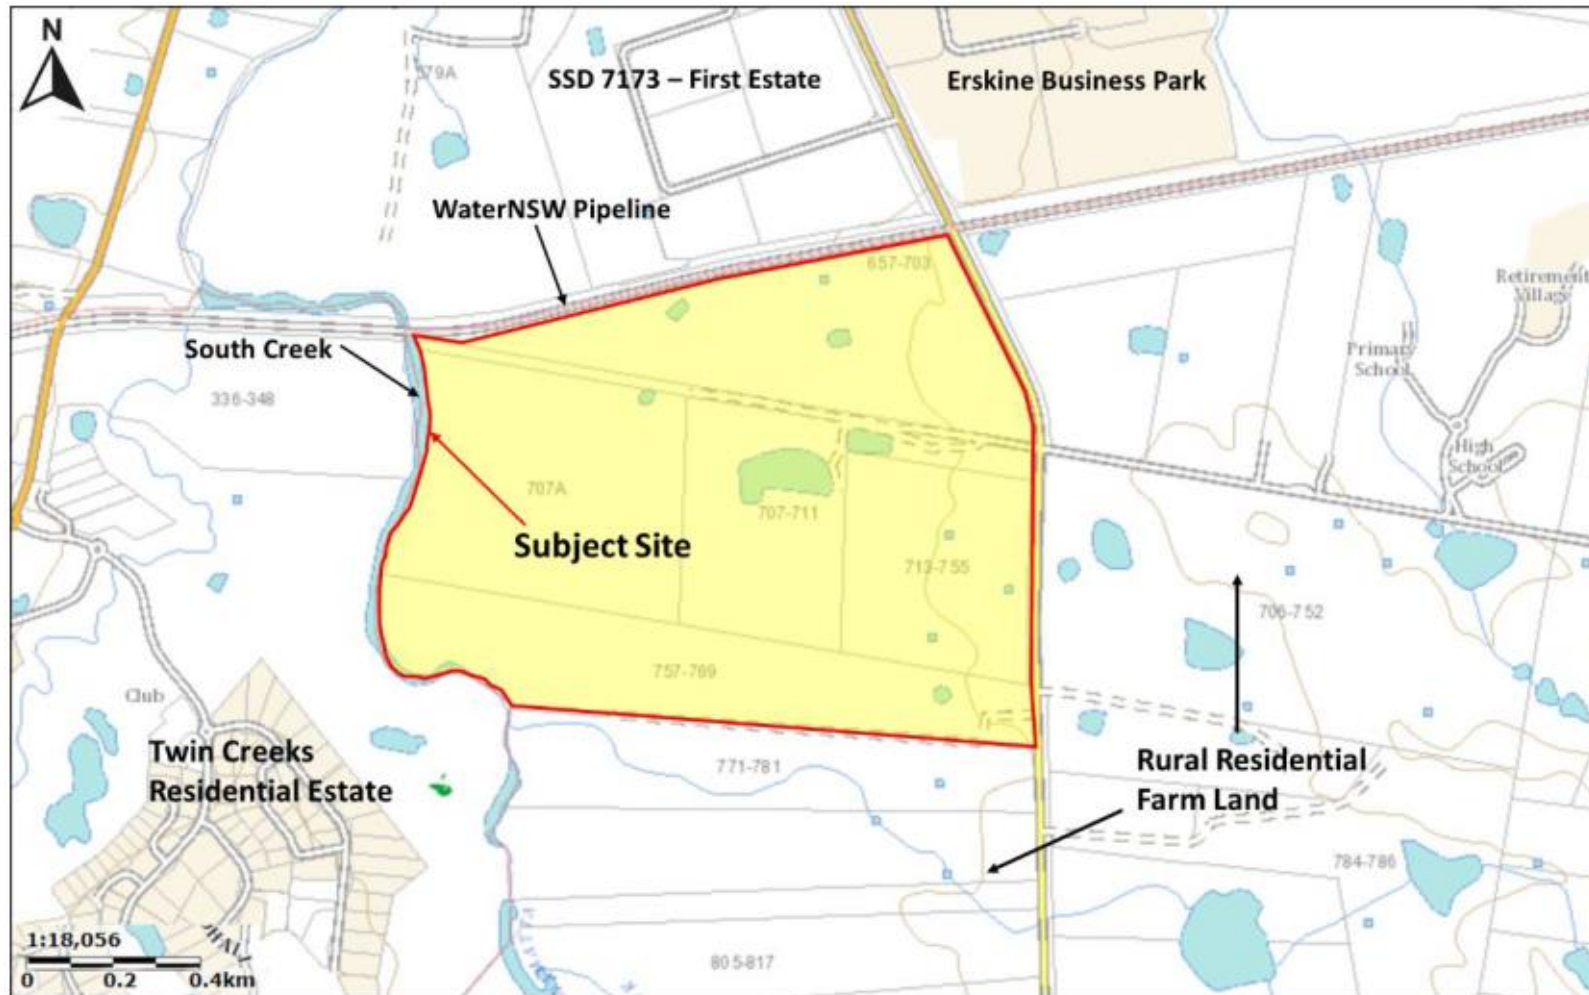 N
579A
SSD 7173 – First Estate
Erskine Business Park
WaterNSW Pipeline
657-703
Retirement
Village
South Creek
Primary
School
336-348
High
School
707A
707-711
Subject Site
713-755
706-752
757-769
Club
Twin Creeks
Residential Estate
771-781
Rural Residential
Farm Land
784-786
1:18,056
805-817
0 0.2 0.4km